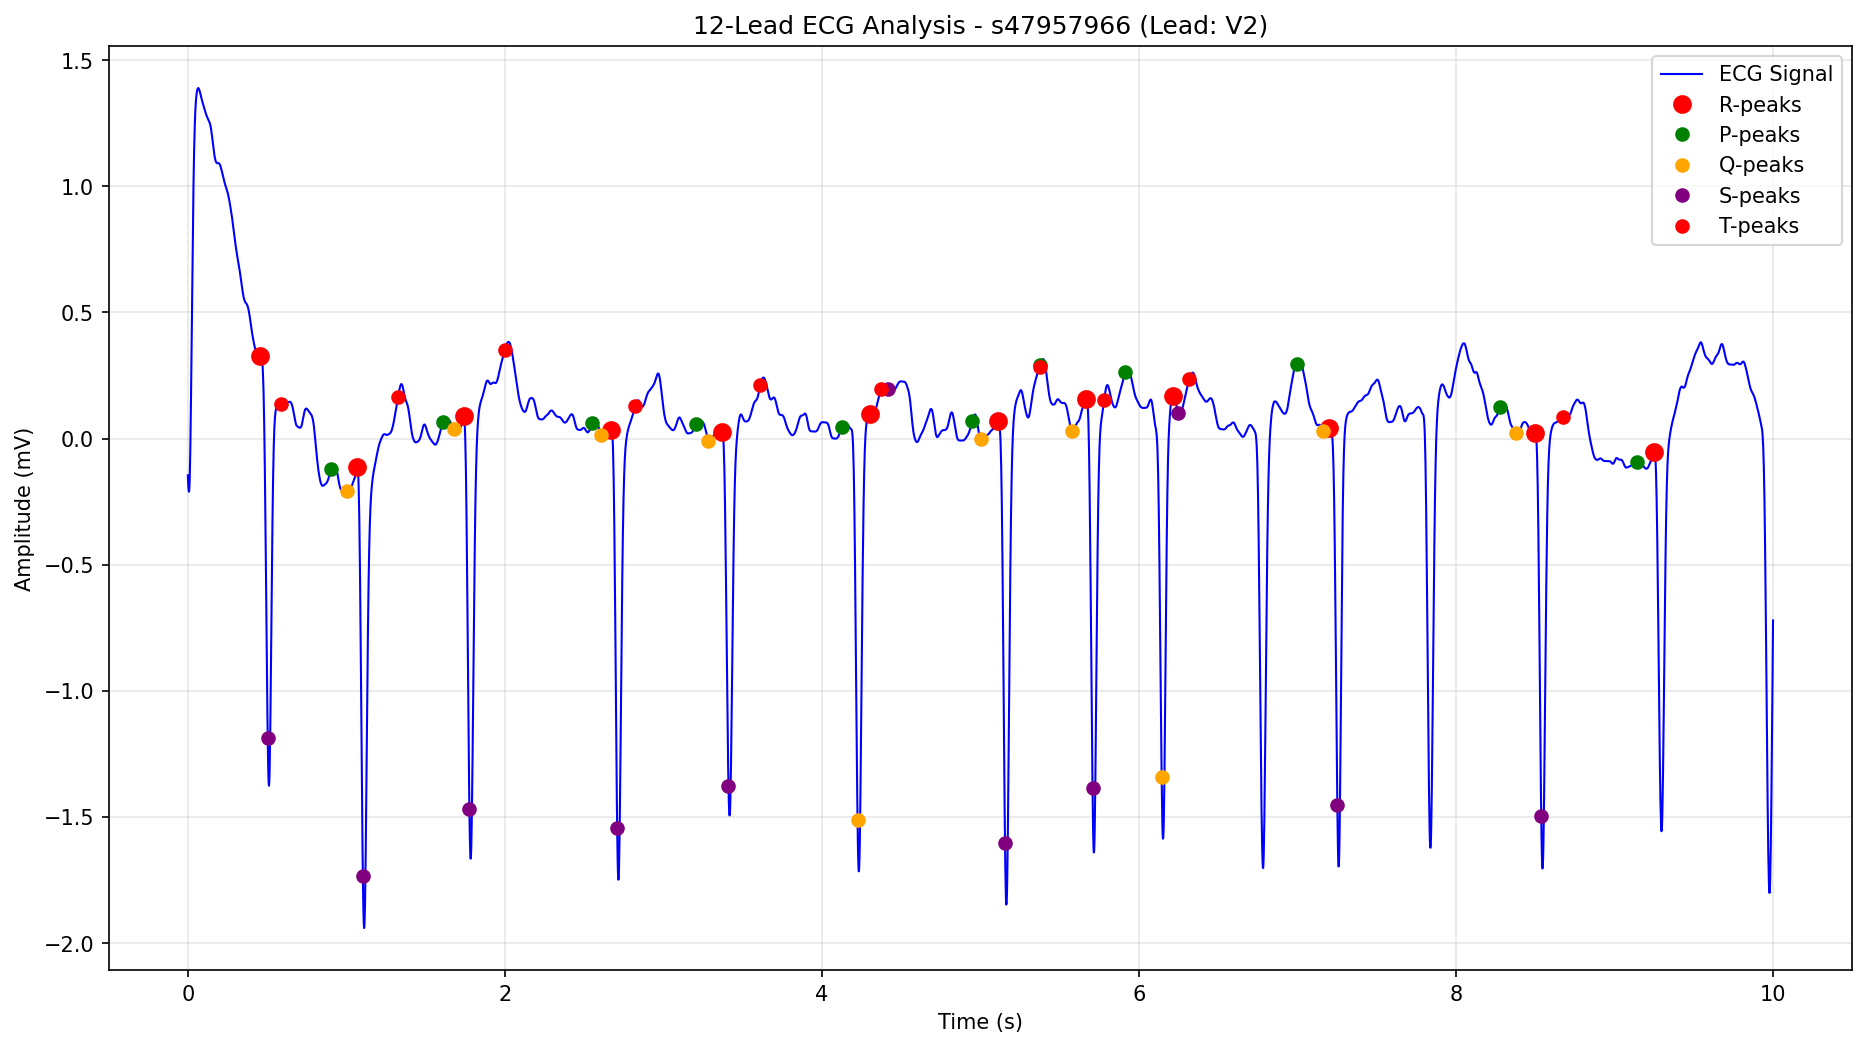 12-Lead ECG Analysis - s47957966 (Lead: V2)
ECG Signal
R-peaks
P-peaks
Q-peaks
S-peaks
T-peaks
Amplitude (mV)
1.5
1.0
0.5
0.0
−0.5
−1.0
−1.5
−2.0
0 2 4 6 8 10
Time (s)